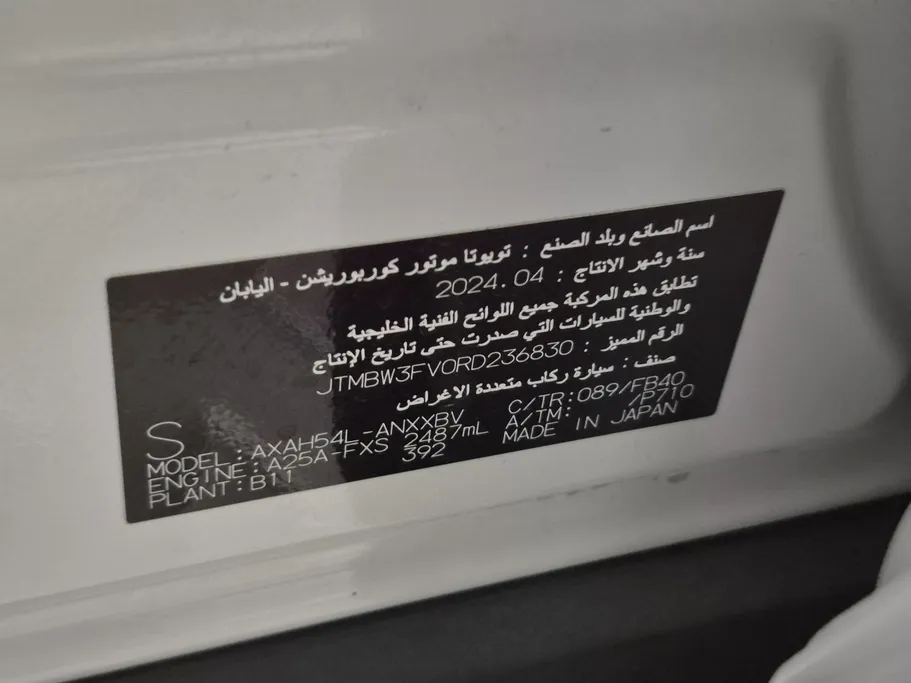 اسم الصانع وبلد الصنع : تويوتا موتور كوربوريشن - اليابان
سنة وشهر الانتاج : 2024.04
تطابق هذه المركبة جميع اللوائح الفنية الخليجية
والوطنية للسيارات التي صدرت حتى تاريخ الإنتاج
الرقم المميز : JTMBW3FV0RD236830
صنف : سيارة ركاب متعددة الاغراض
S
MODEL:AXAH54L-ANXXBV C/TR:089/FB40
ENGINE:A25A-FXS 2487mL A/TM: /P710
PLANT:B11 392 MADE IN JAPAN